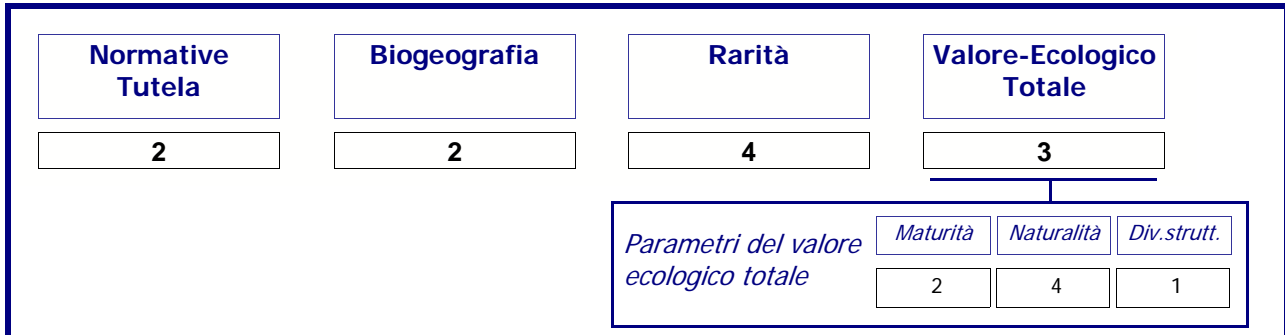 Normative
Tutela
Biogeografia
Rarità
Valore-Ecologico
Totale
2
2
4
3
Parametri del valore
ecologico totale
Maturità
Naturalità
Div.strutt.
2
4
1